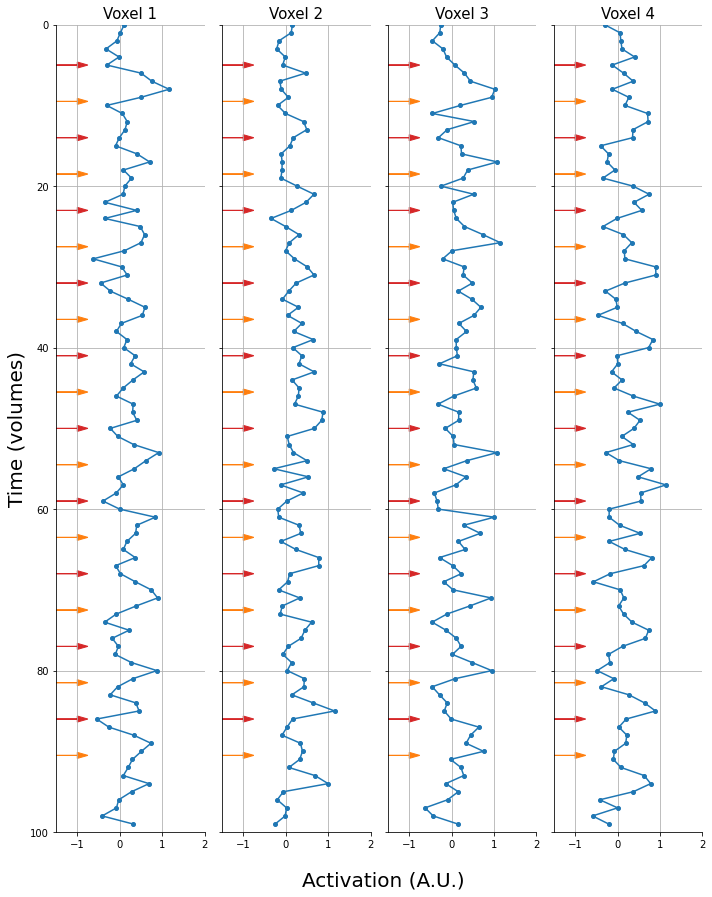 Voxel 1 Voxel 2 Voxel 3 Voxel 4
0
20
40
60
80
100
Time (volumes)
−1 0 1 2 −1 0 1 2 −1 0 1 2 −1 0 1 2
Activation (A.U.)